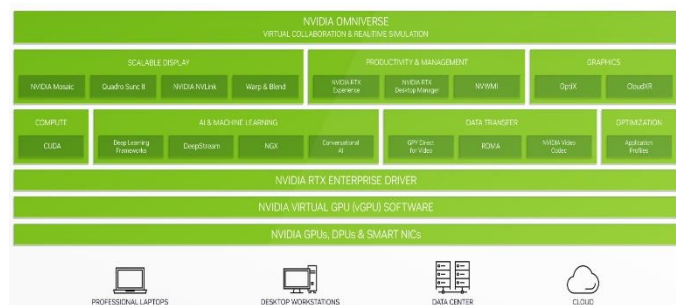 NVIDIA OMNIVERSE
VIRTUAL COLLABORATION & REALTIME SIMULATION
SCALABLE DISPLAY
NVIDIA Mosaic
Quadro Sync II
NVIDIA NVLink
Warp & Blend
PRODUCTIVITY & MANAGEMENT
NVIDIA RTX
Experience
NVIDIA RTX
Desktop Manager
NVWMI
GRAPHICS
OptiX
CloudXR
COMPUTE
CUDA
AI & MACHINE LEARNING
Deep Learning
Frameworks
DeepStream
NGX
Conversational
AI
DATA TRANSFER
GPU Direct
for Video
RDMA
NVIDIA Video
Codec
OPTIMIZATION
Application
Profiles
NVIDIA RTX ENTERPRISE DRIVER
NVIDIA VIRTUAL GPU (vGPU) SOFTWARE
NVIDIA GPUs, DPUs & SMART NICs
PROFESSIONAL LAPTOPS
DESKTOP WORKSTATIONS
DATA CENTER
CLOUD